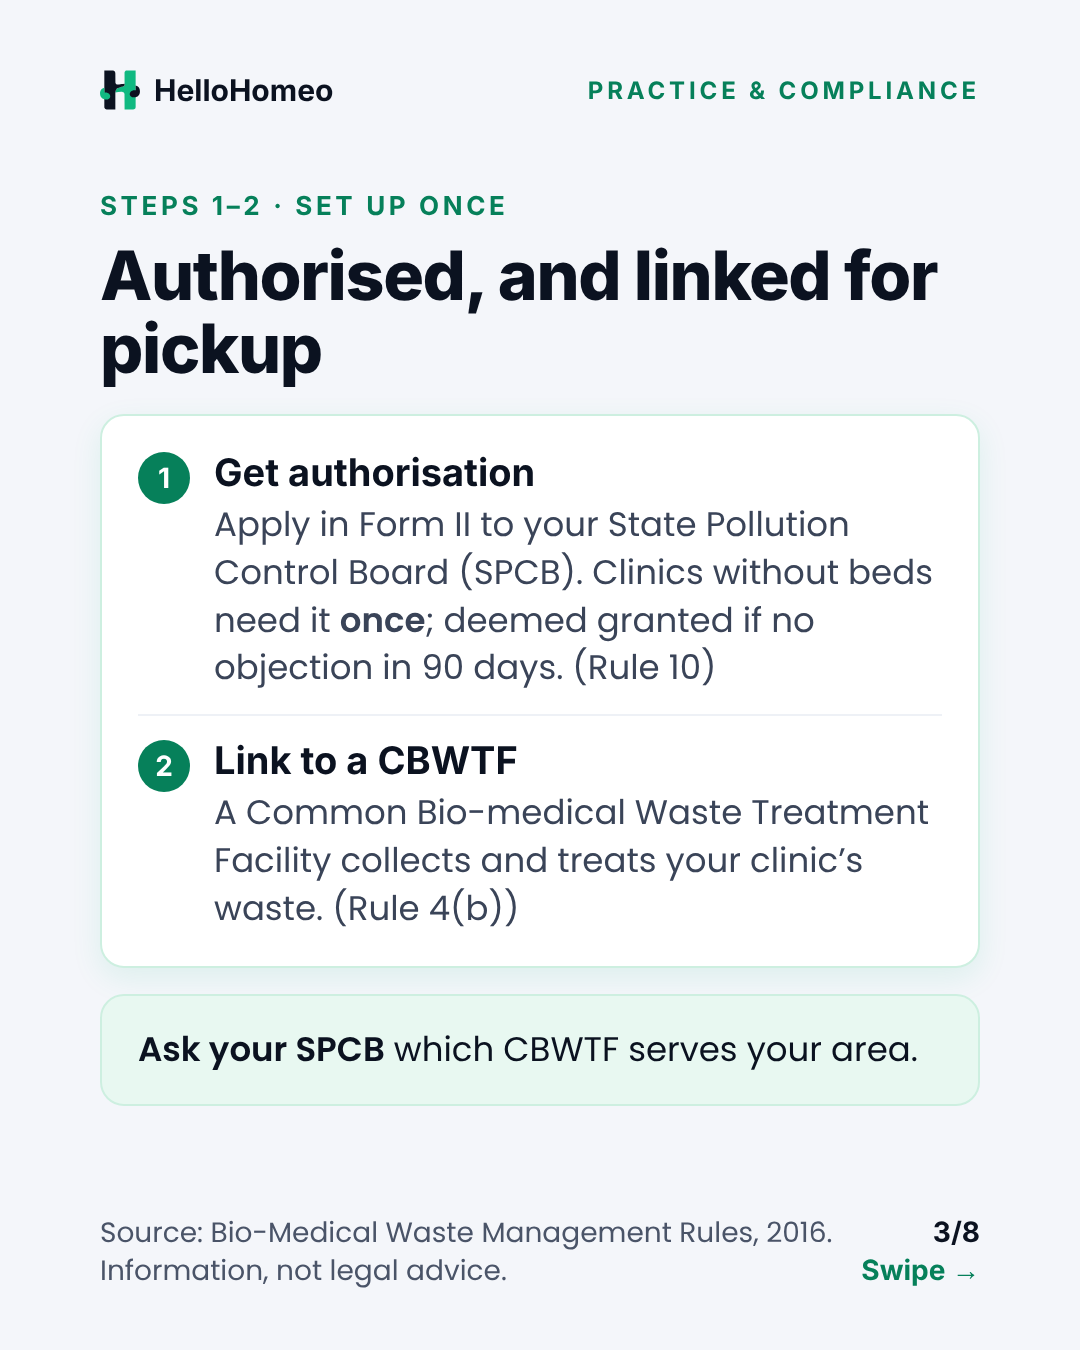 HelloHomeo
PRACTICE & COMPLIANCE
STEPS 1–2 · SET UP ONCE
Authorised, and linked for
pickup
1
Get authorisation
Apply in Form II to your State Pollution
Control Board (SPCB). Clinics without beds
need it once; deemed granted if no
objection in 90 days. (Rule 10)
2
Link to a CBWTF
A Common Bio-medical Waste Treatment
Facility collects and treats your clinic’s
waste. (Rule 4(b))
Ask your SPCB which CBWTF serves your area.
Source: Bio-Medical Waste Management Rules, 2016.
Information, not legal advice.
3/8
Swipe →